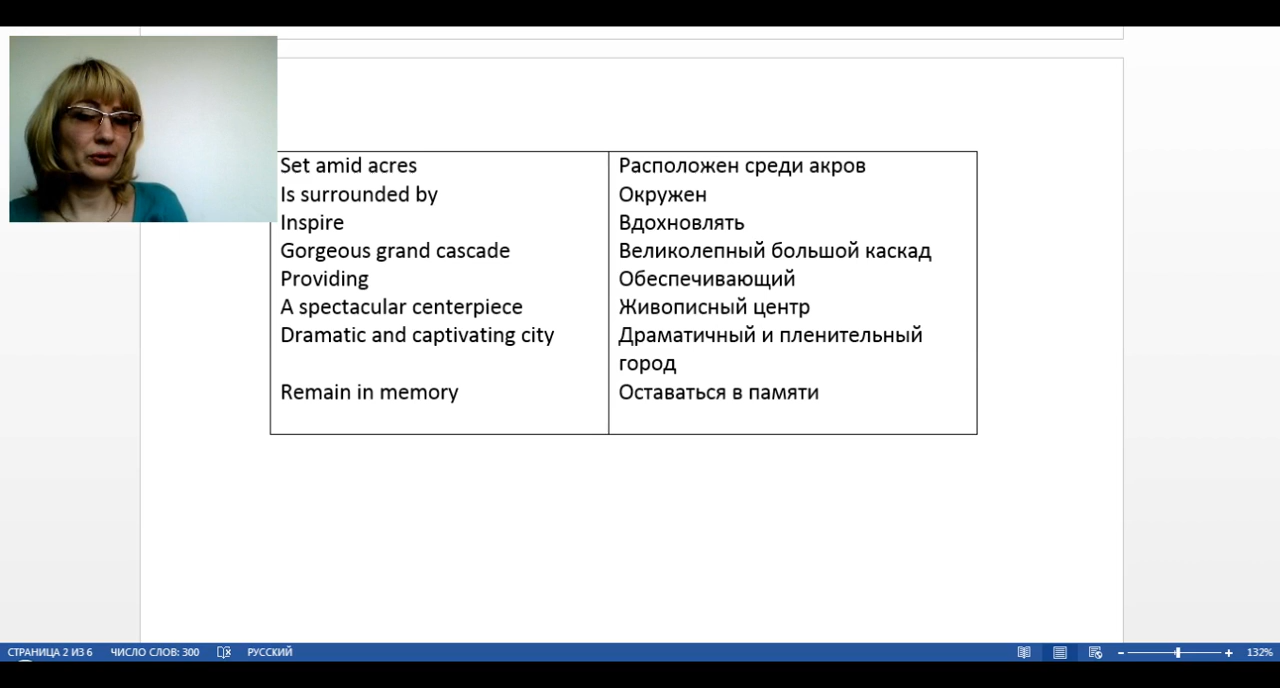 Set amid acres
Is surrounded by
Inspire
Gorgeous grand cascade
Providing
A spectacular centerpiece
Dramatic and captivating city
Remain in memory
Расположен среди акров
Окружен
Вдохновлять
Великолепный большой каскад
Обеспечивающий
Живописный центр
Драматичный и пленительный
город
Оставаться в памяти
СТРАНИЦА 2 ИЗ 6 ЧИСЛО СЛОВ: 300 РУССКИЙ 132%